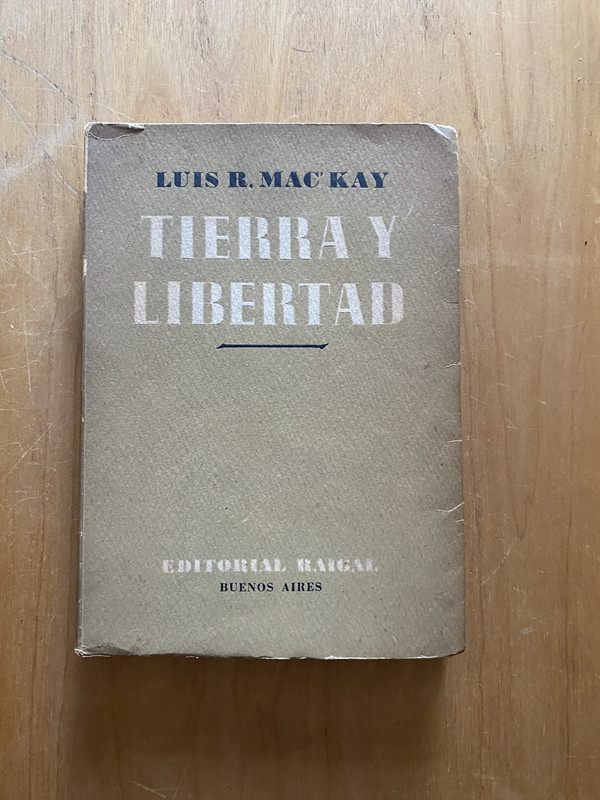 LUIS R. MAC' KAY
TIERRA Y
LIBERTAD
EDITORIAL RAIGAL
BUENOS AIRES